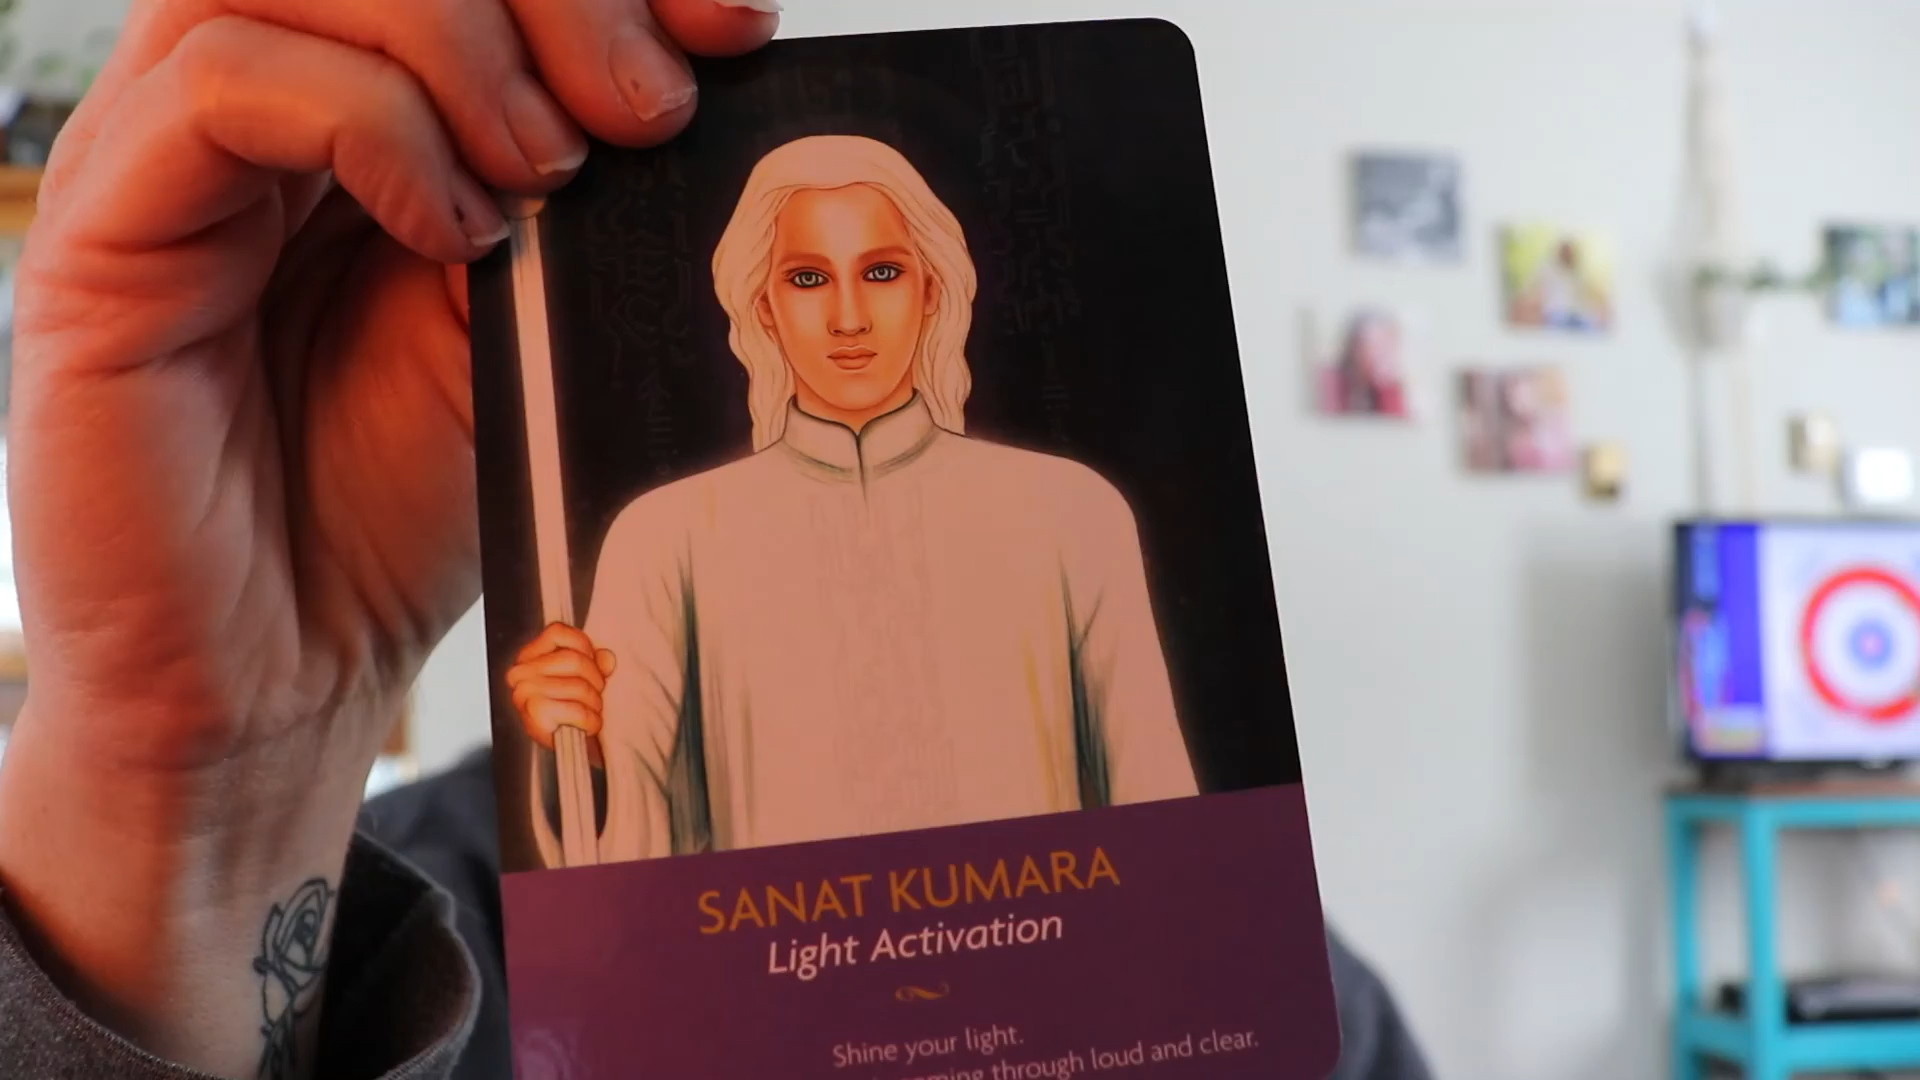 SANAT KUMARA
Light Activation
Shine your light.
through loud and clear.